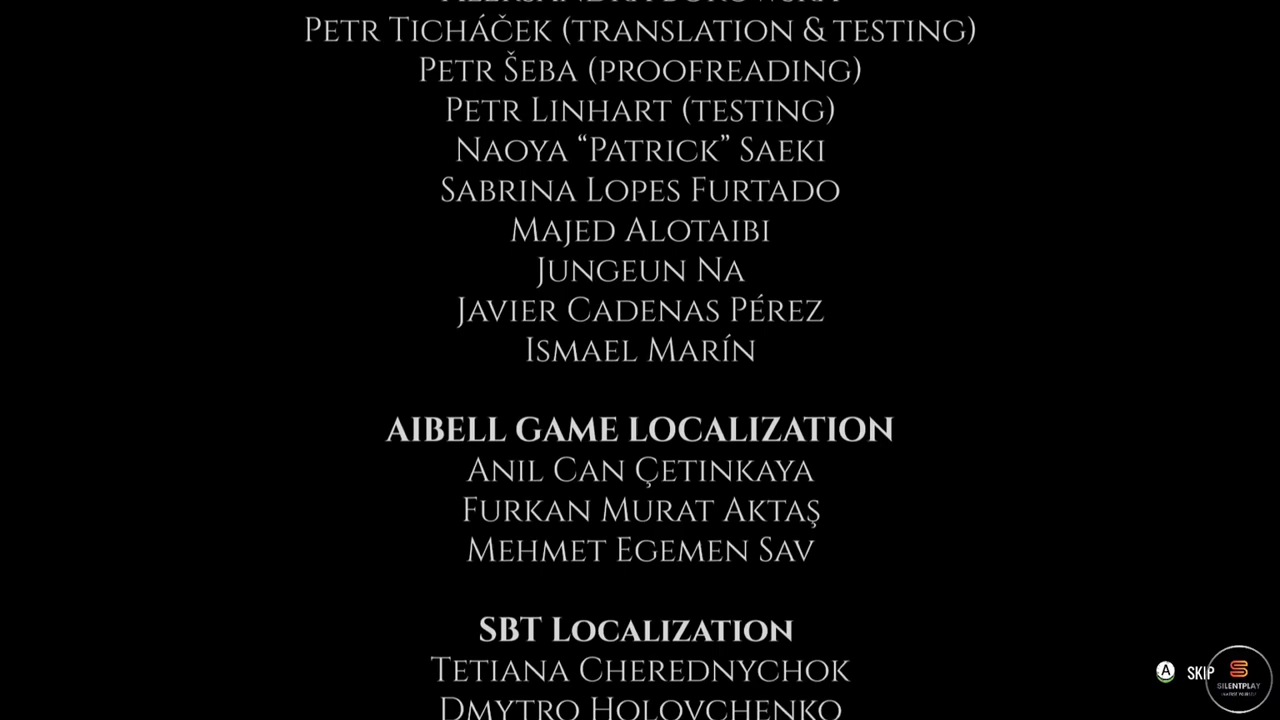 Petr Ticháček (translation & testing)
Petr Šeba (proofreading)
Petr Linhart (testing)
Naoya “Patrick” Saeki
Sabrina Lopes Furtado
Majed Alotaibi
Jungeun Na
Javier Cadenas Pérez
Ismael Marín
AIBELL GAME LOCALIZATION
Anil Can Çetinkaya
Furkan Murat Aktaş
Mehmet Egemen Sav
SBT Localization
Tetiana Cherednychok
Dmytro Holovchenko
A SKIP
SILENTPLAY